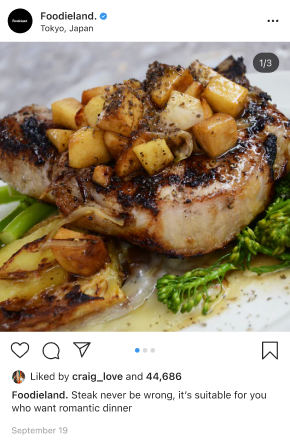 Foodieland.
Tokyo, Japan
1/3
Liked by craig_love and 44,686
Foodieland. Steak never be wrong, it's suitable for you
who want romantic dinner
September 19